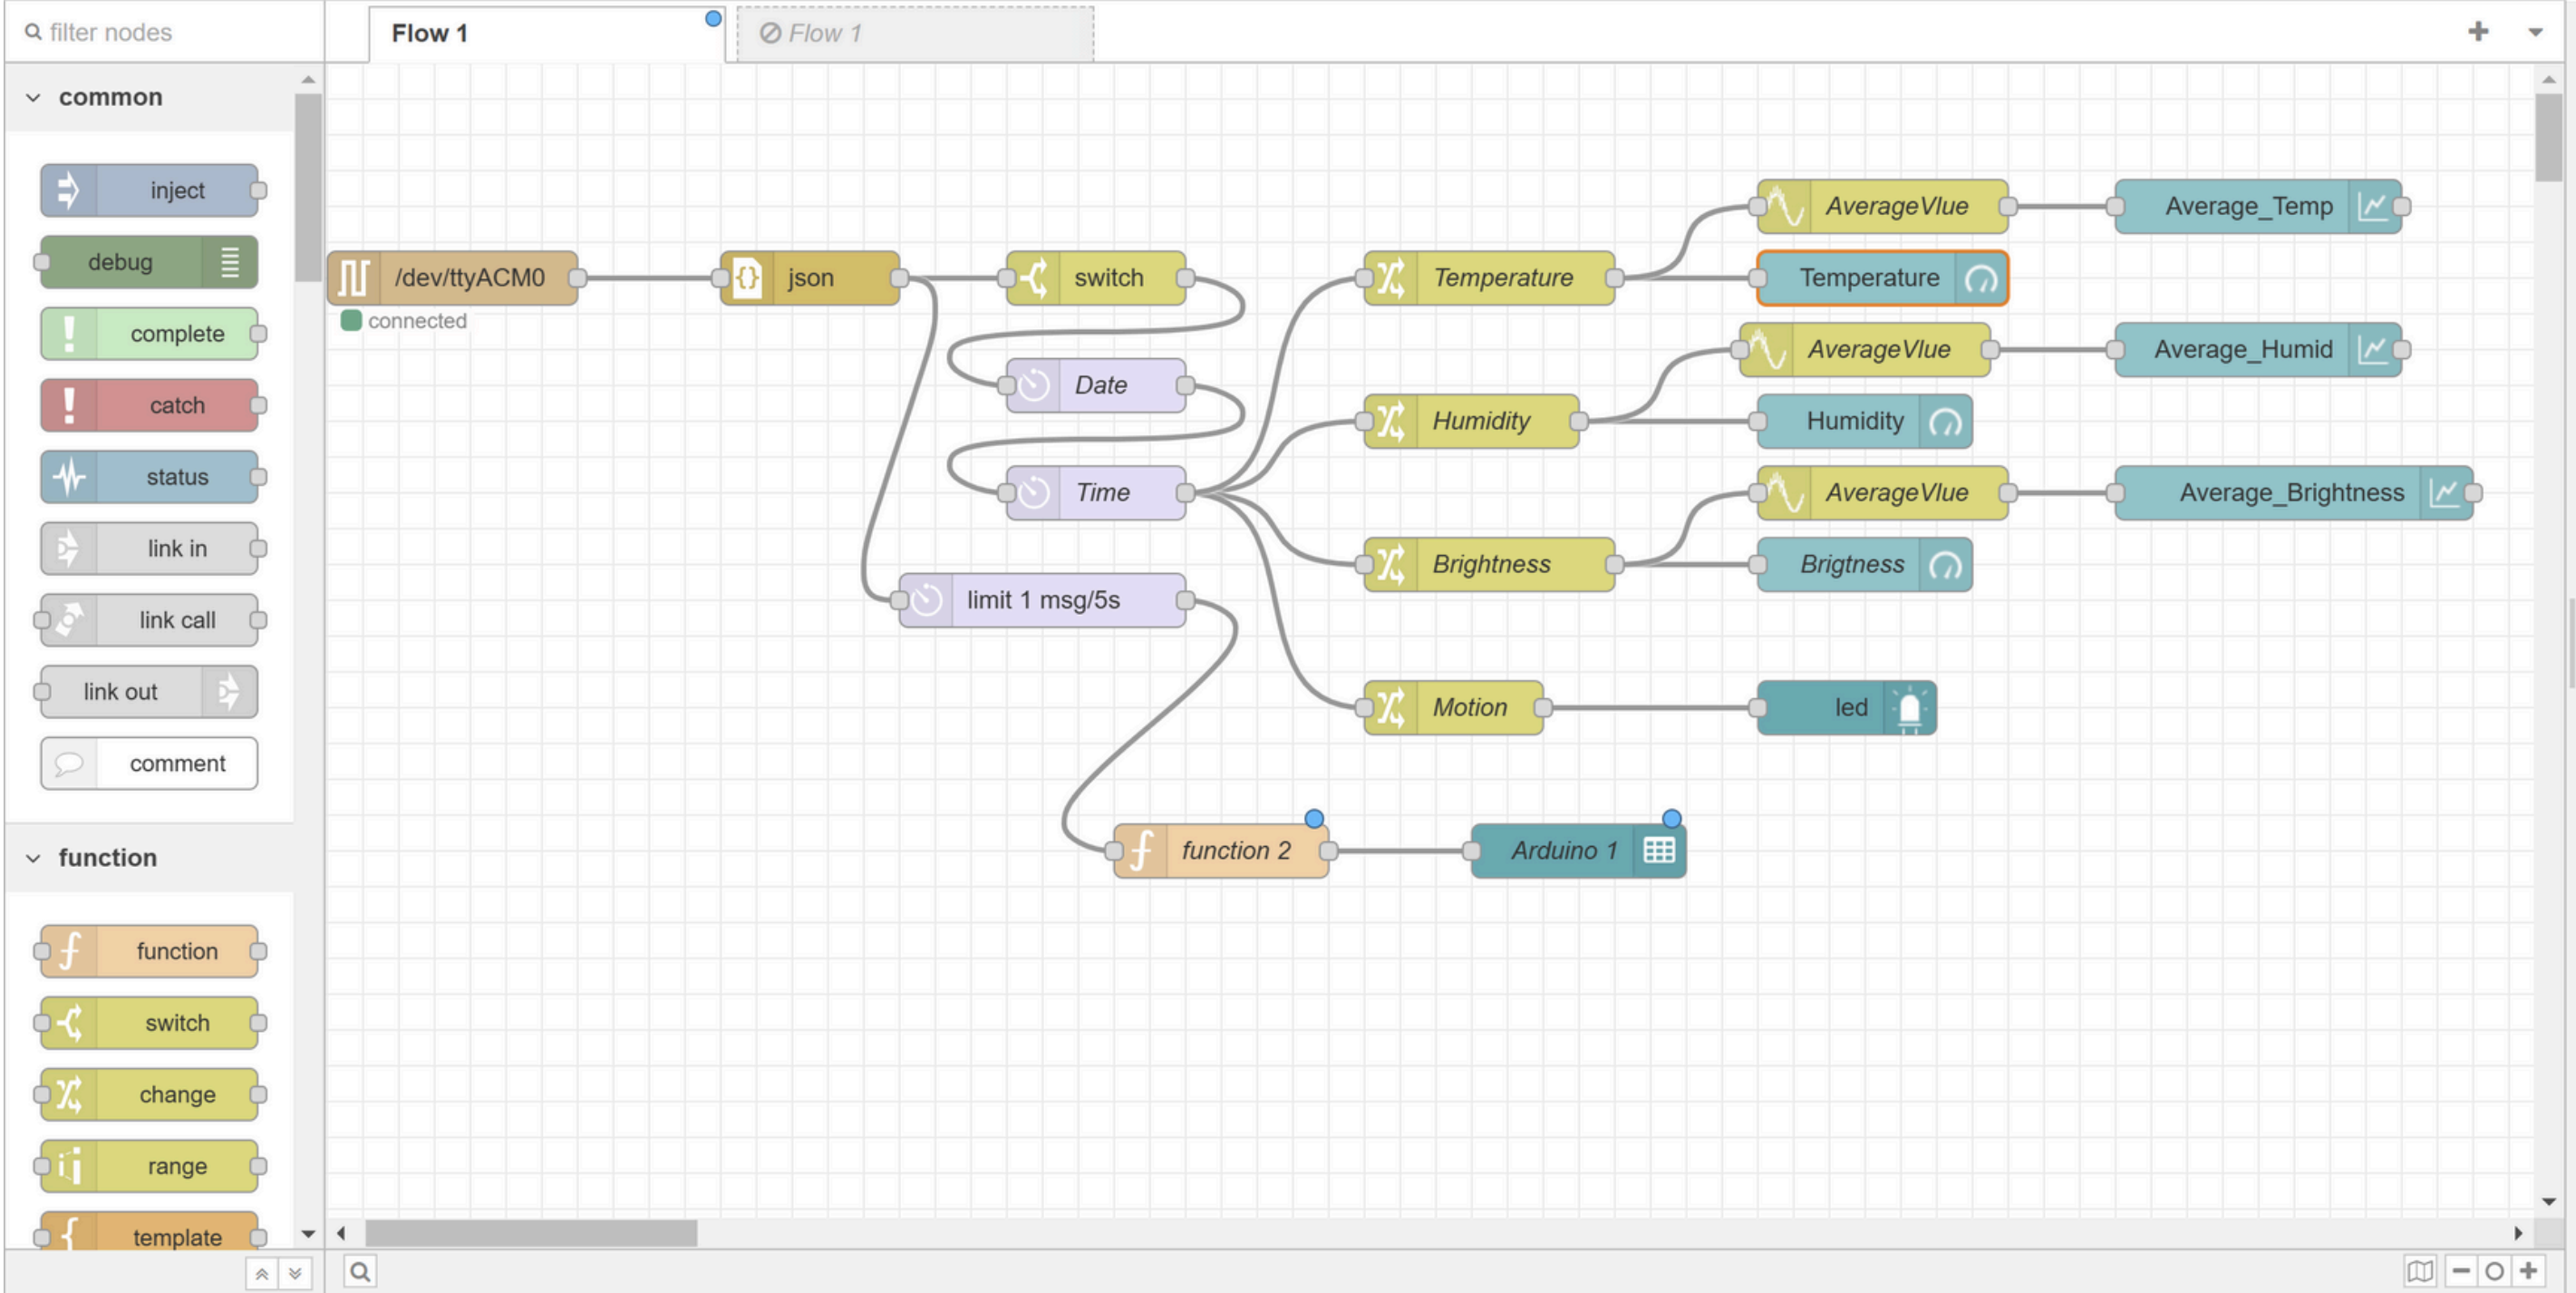 filter nodes
Flow 1
Flow 1
common
inject
debug
complete
catch
status
link in
link call
link out
comment
function
function
switch
change
range
template
/dev/ttyACM0
connected
json
switch
Date
Time
limit 1 msg/5s
Temperature
Humidity
Brightness
Motion
AverageVlue
Average_Temp
Temperature
AverageVlue
Average_Humid
Humidity
AverageVlue
Average_Brightness
Brigtness
led
function 2
Arduino 1